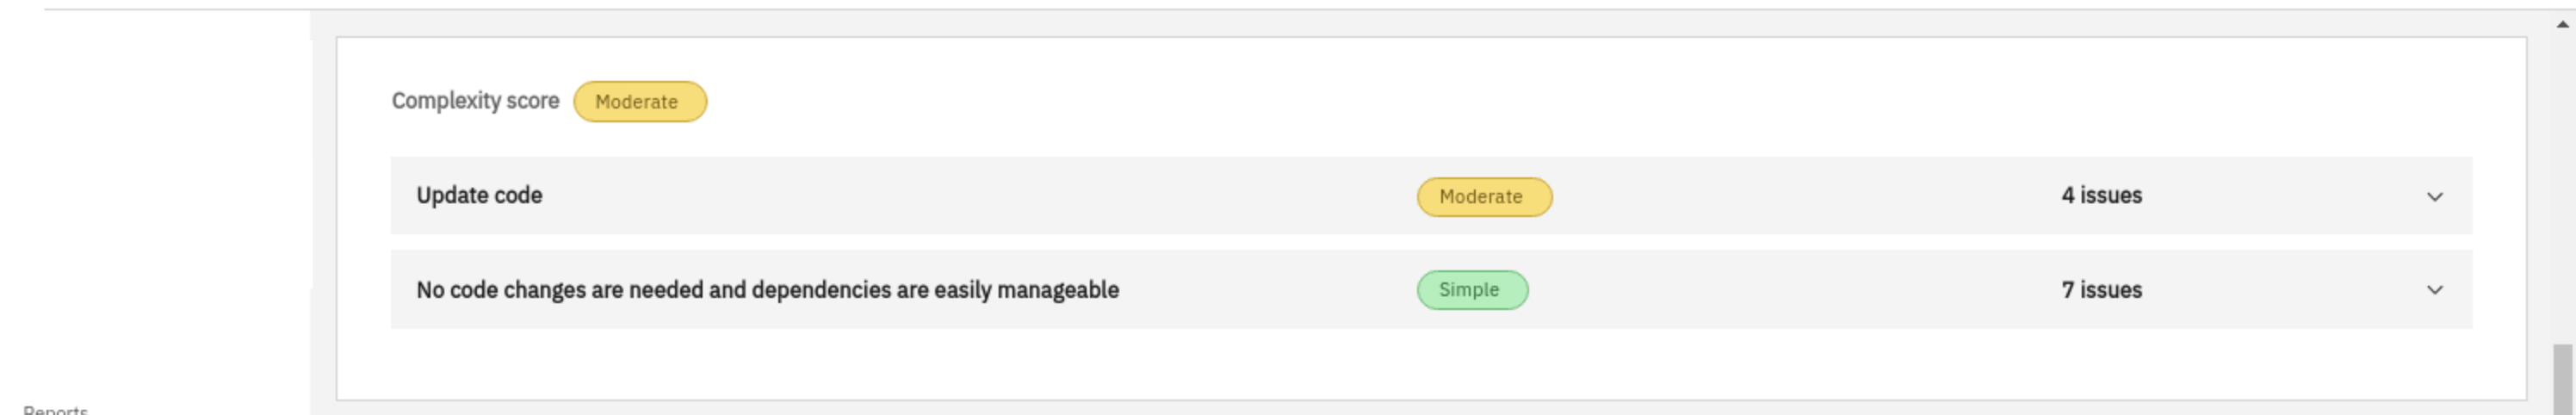 Complexity score Moderate
Update code Moderate 4 issues
No code changes are needed and dependencies are easily manageable Simple 7 issues
Reports